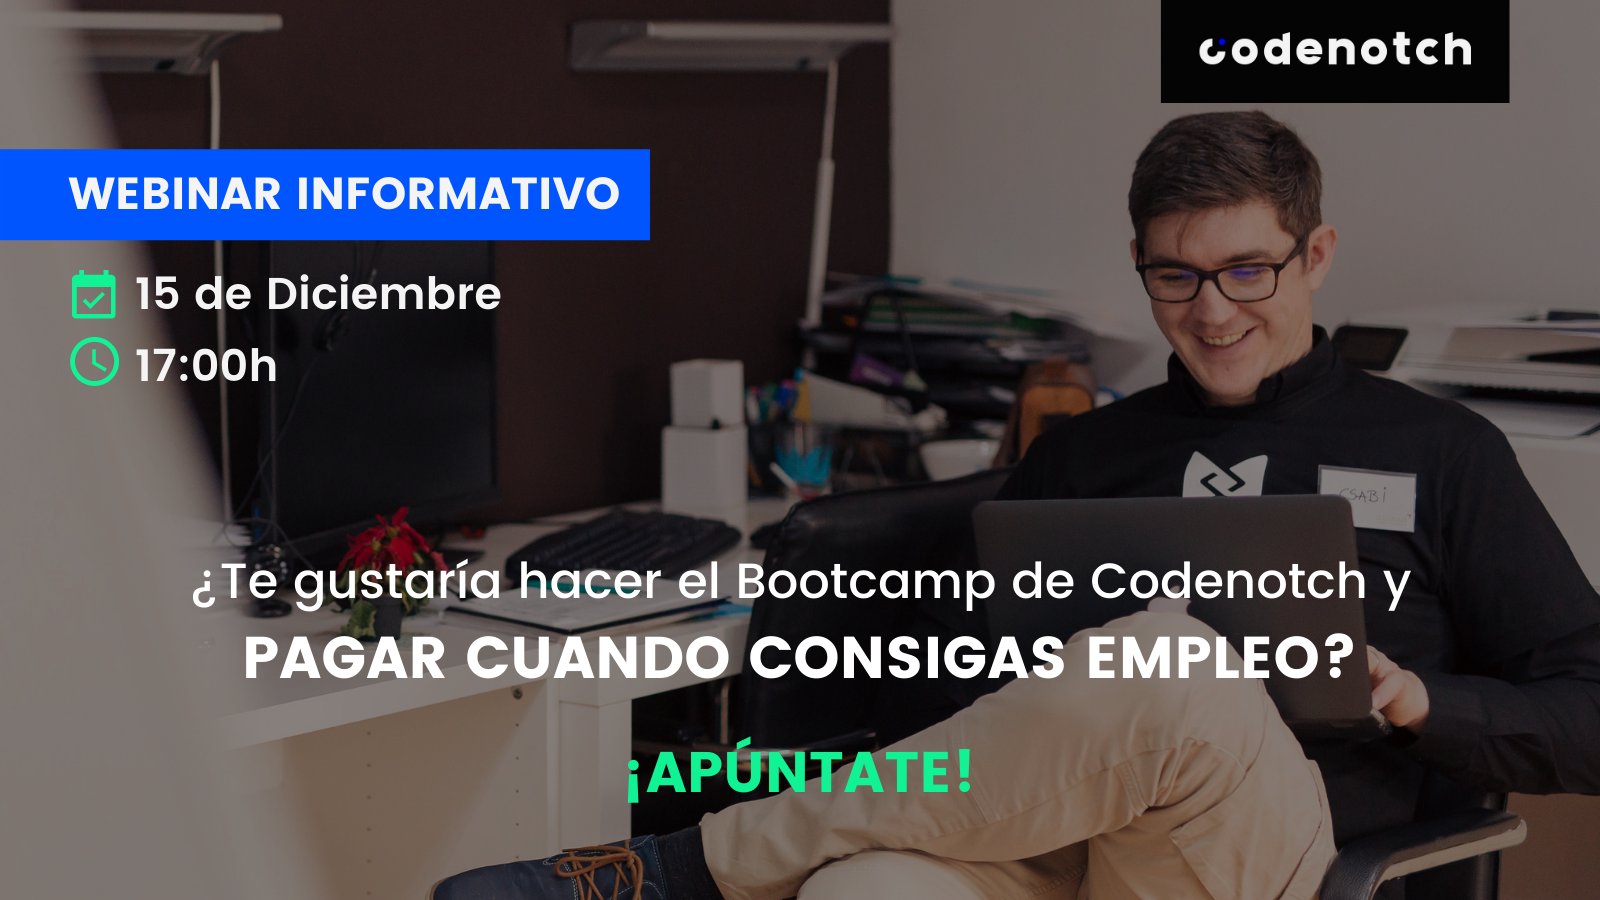 codenotch
WEBINAR INFORMATIVO
15 de Diciembre
17:00h
CSABI
¿Te gustaría hacer el Bootcamp de Codenotch y
PAGAR CUANDO CONSIGAS EMPLEO?
¡APÚNTATE!